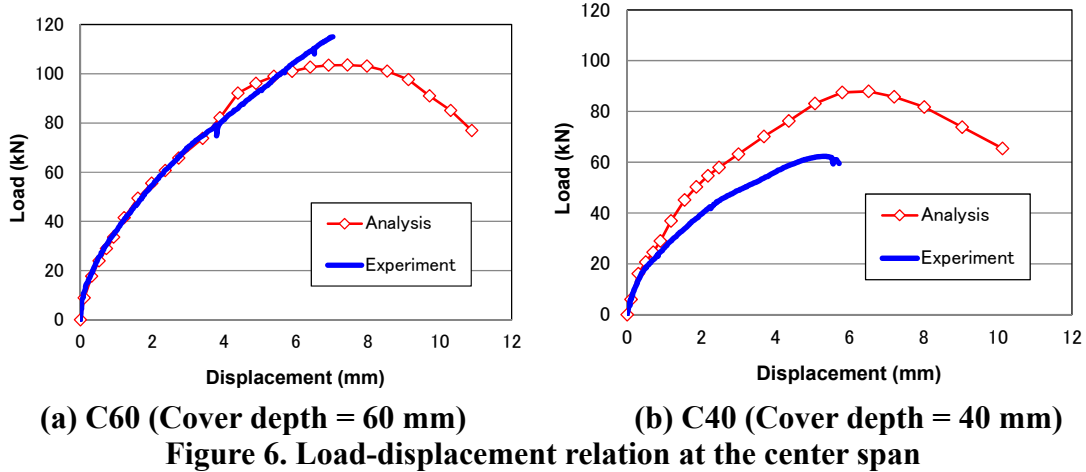 120
100
80
60
40
20
0
Load (kN)
Analysis
Experiment
0 2 4 6 8 10 12
Displacement (mm)
(a) C60 (Cover depth = 60 mm)
120
100
80
60
40
20
0
Load (kN)
Analysis
Experiment
0 2 4 6 8 10 12
Displacement (mm)
(b) C40 (Cover depth = 40 mm)
Figure 6. Load-displacement relation at the center span